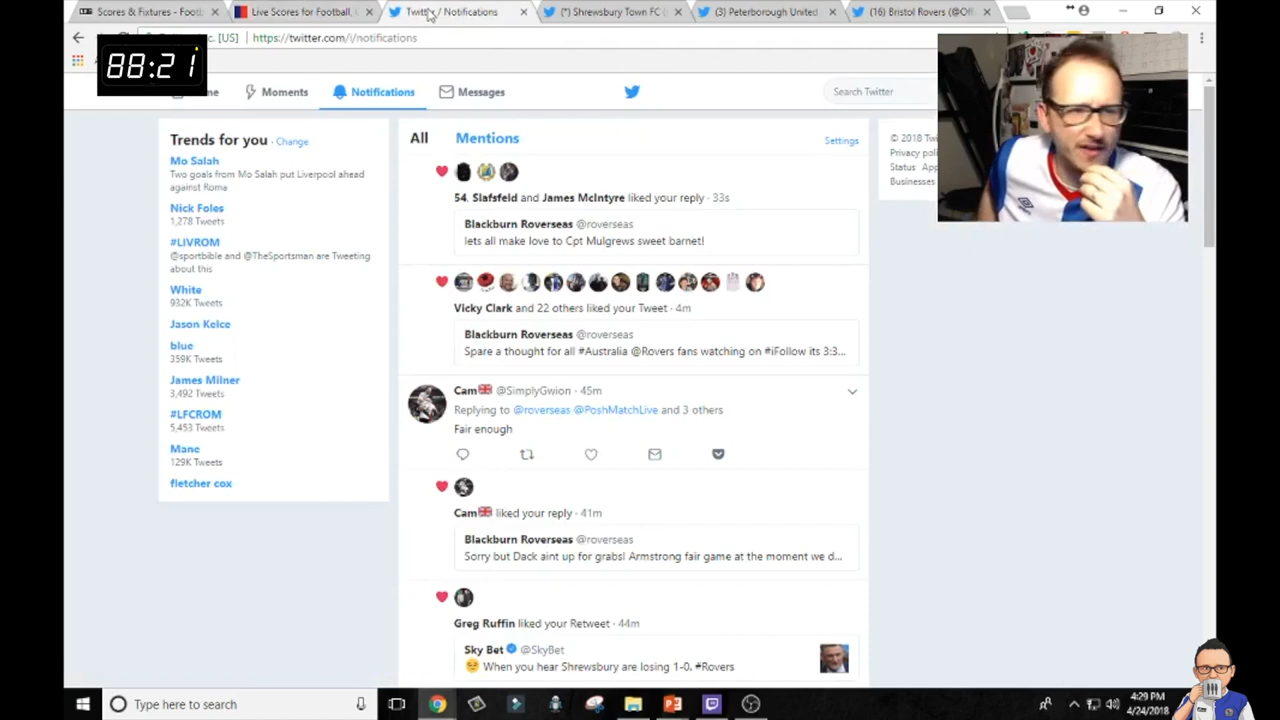 Scores & Fixtures - Footb
Live Scores for Football,
Twitter / Notifications
(*) Shrewsbury Town FC (
(3) Peterborough United
(16) Bristol Rovers (@Offi
88:21
[US]
https://twitter.com/i/notifications
Moments
Notifications
Messages
Search Twitter
Trends for you · Change
Mo Salah
Two goals from Mo Salah put Liverpool ahead
against Roma
Nick Foles
1,278 Tweets
#LIVROM
@sportbible and @TheSportsman are Tweeting
about this
White
932K Tweets
Jason Kelce
blue
359K Tweets
James Milner
3,492 Tweets
#LFCROM
5,453 Tweets
Mane
129K Tweets
fletcher cox
All
Mentions
Settings
54. Slafsfeld and James McIntyre liked your reply · 33s
Blackburn Roverseas @roverseas
lets all make love to Cpt Mulgrews sweet barnet!
Vicky Clark and 22 others liked your Tweet · 4m
Blackburn Roverseas @roverseas
Spare a thought for all #Australia @Rovers fans watching on #iFollow its 3:3...
Cam @SimplyGwion · 45m
Replying to @roverseas @PoshMatchLive and 3 others
Fair enough
Cam liked your reply · 41m
Blackburn Roverseas @roverseas
Sorry but Dack aint up for grabs! Armstrong fair game at the moment we d...
Greg Ruffin liked your Retweet · 44m
Sky Bet @SkyBet
When you hear Shrewsbury are losing 1-0. #Rovers
© 2018 Twi
Privacy poli
Status App
Businesses
Type here to search
4:29 PM
4/24/2018